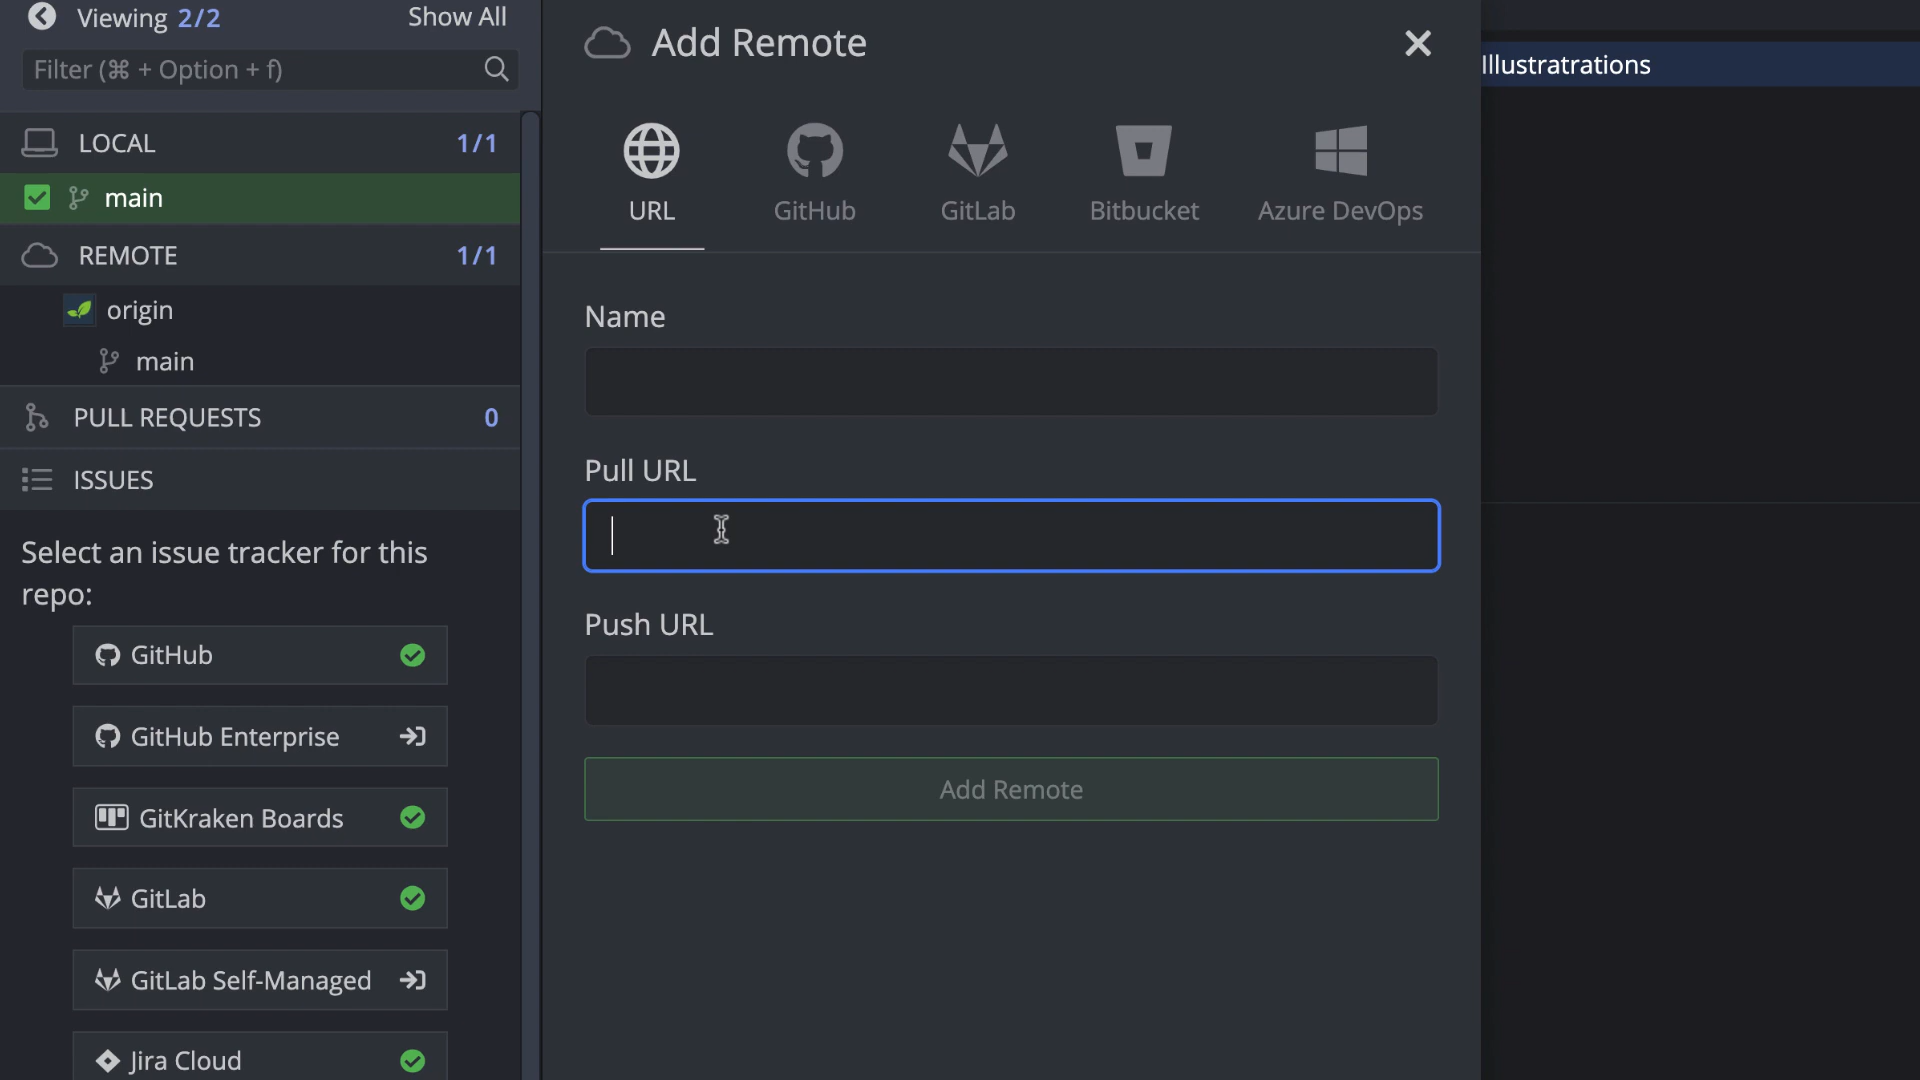 Viewing 2/2
Show All
Filter (⌘ + Option + f)
LOCAL 1/1
main
REMOTE 1/1
origin
main
PULL REQUESTS 0
ISSUES
Select an issue tracker for this
repo:
GitHub
GitHub Enterprise
GitKraken Boards
GitLab
GitLab Self-Managed
Jira Cloud
Add Remote
URL
GitHub
GitLab
Bitbucket
Azure DevOps
Name
Pull URL
Push URL
Add Remote
Illustratrations